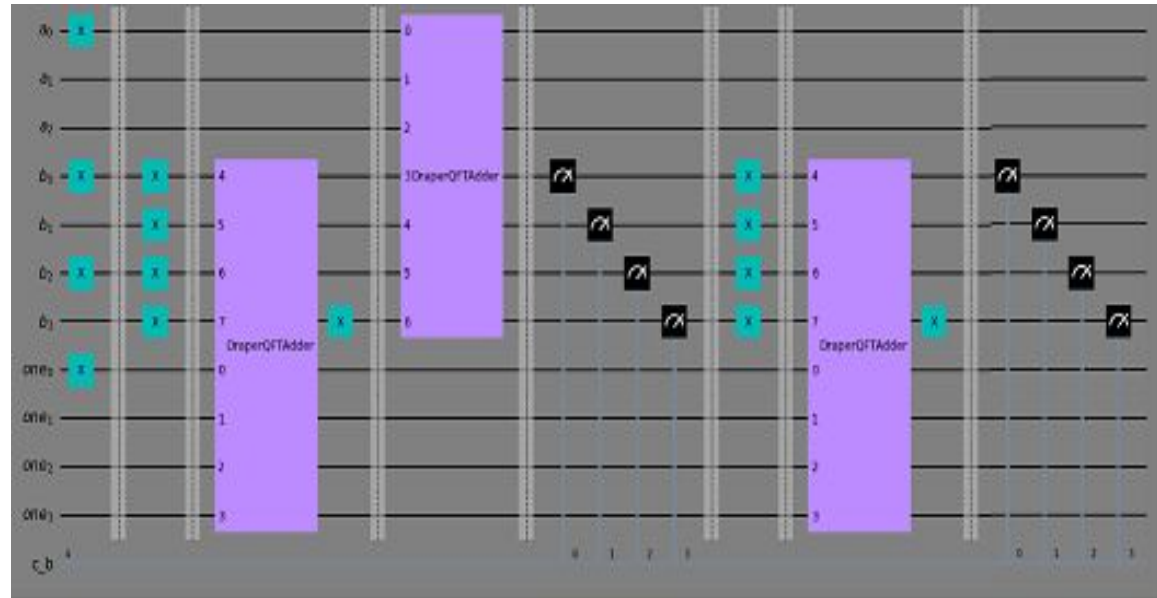 a₀ X 0
a₁ 1
a₂ 2
b₀ X X 4 3DraperQFTAdder X 4
b₁ X 5 4 X 5
b₂ X X 6 5 X 6
b₃ X 7 X 6 X 7 X
DraperQFTAdder DraperQFTAdder
one₀ X 0 0
one₁ 1 1
one₂ 2 2
one₃ 3 3
c_b 4 0 1 2 3 0 1 2 3